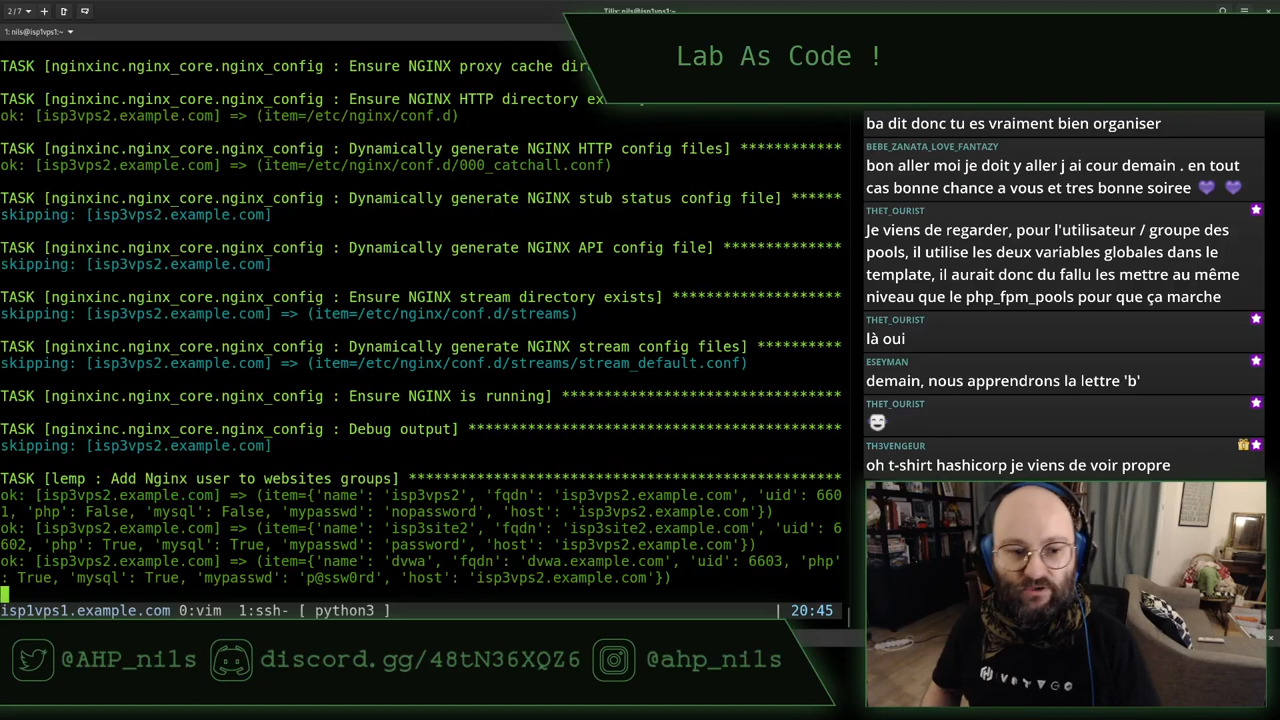 2/7
Tilix: nils@isp1vps1:~
1: nils@isp1vps1:~
TASK [nginxinc.nginx_core.nginx_config : Ensure NGINX proxy cache dir
TASK [nginxinc.nginx_core.nginx_config : Ensure NGINX HTTP directory ex
ok: [isp3vps2.example.com] => (item=/etc/nginx/conf.d)
TASK [nginxinc.nginx_core.nginx_config : Dynamically generate NGINX HTTP config files] ************
ok: [isp3vps2.example.com] => (item=/etc/nginx/conf.d/000_catchall.conf)
TASK [nginxinc.nginx_core.nginx_config : Dynamically generate NGINX stub status config file] ******
skipping: [isp3vps2.example.com]
TASK [nginxinc.nginx_core.nginx_config : Dynamically generate NGINX API config file] **************
skipping: [isp3vps2.example.com]
TASK [nginxinc.nginx_core.nginx_config : Ensure NGINX stream directory exists] ********************
skipping: [isp3vps2.example.com] => (item=/etc/nginx/conf.d/streams)
TASK [nginxinc.nginx_core.nginx_config : Dynamically generate NGINX stream config files] **********
skipping: [isp3vps2.example.com] => (item=/etc/nginx/conf.d/streams/stream_default.conf)
TASK [nginxinc.nginx_core.nginx_config : Ensure NGINX is running] *********************************
TASK [nginxinc.nginx_core.nginx_config : Debug output] ********************************************
skipping: [isp3vps2.example.com]
TASK [lemp : Add Nginx user to websites groups] ***************************************************
ok: [isp3vps2.example.com] => (item={'name': 'isp3vps2', 'fqdn': 'isp3vps2.example.com', 'uid': 660
1, 'php': False, 'mysql': False, 'mypasswd': 'nopassword', 'host': 'isp3vps2.example.com'})
ok: [isp3vps2.example.com] => (item={'name': 'isp3site2', 'fqdn': 'isp3site2.example.com', 'uid': 6
602, 'php': True, 'mysql': True, 'mypasswd': 'password', 'host': 'isp3vps2.example.com'})
ok: [isp3vps2.example.com] => (item={'name': 'dvwa', 'fqdn': 'dvwa.example.com', 'uid': 6603, 'php'
: True, 'mysql': True, 'mypasswd': 'p@ssw0rd', 'host': 'isp3vps2.example.com'})
isp1vps1.example.com 0:vim 1:ssh- [ python3 ] | 20:45
Lab As Code !
ba dit donc tu es vraiment bien organiser
BEBE_ZANATA_LOVE_FANTAZY
bon aller moi je doit y aller j ai cour demain . en tout
cas bonne chance a vous et tres bonne soiree
THET_OURIST
Je viens de regarder, pour l'utilisateur / groupe des
pools, il utilise les deux variables globales dans le
template, il aurait donc du fallu les mettre au même
niveau que le php_fpm_pools pour que ça marche
THET_OURIST
là oui
ESEYMAN
demain, nous apprendrons la lettre 'b'
THET_OURIST
TH3VENGEUR
oh t-shirt hashicorp je viens de voir propre
@AHP_nils discord.gg/48tN36XQZ6 @ahp_nils